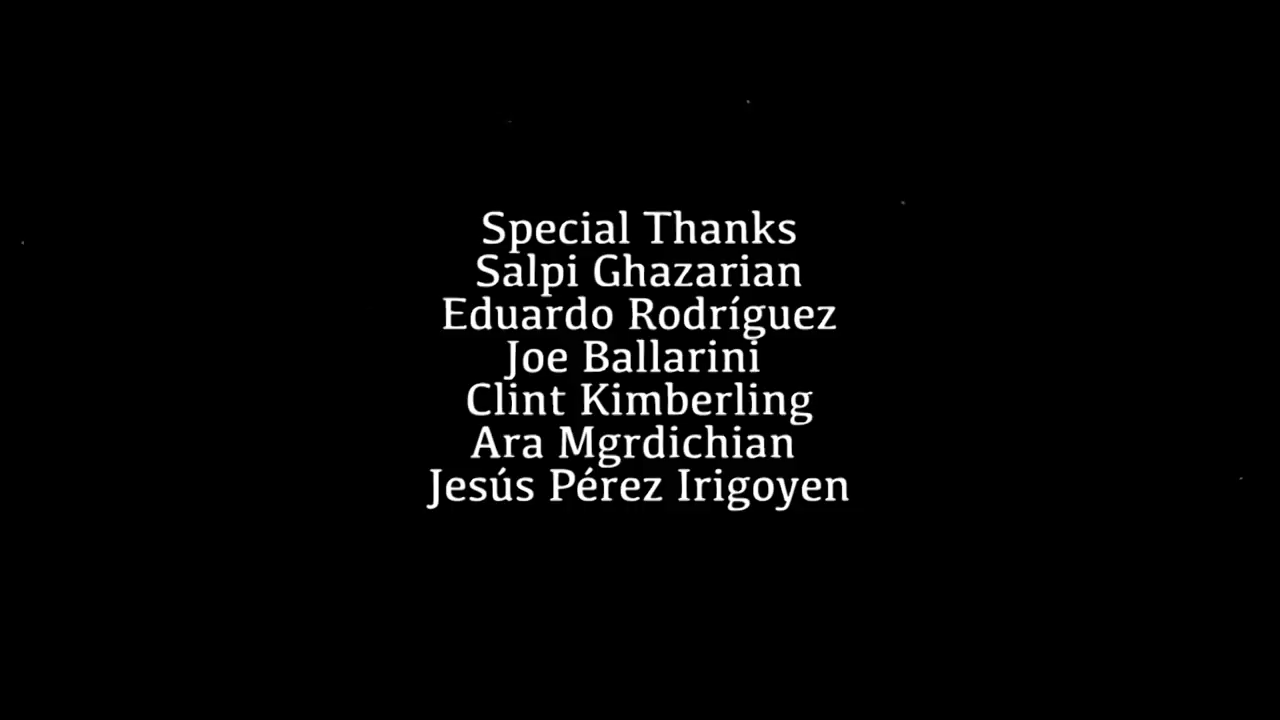 Special Thanks
Salpi Ghazarian
Eduardo Rodríguez
Joe Ballarini
Clint Kimberling
Ara Mgrdichian
Jesús Pérez Irigoyen